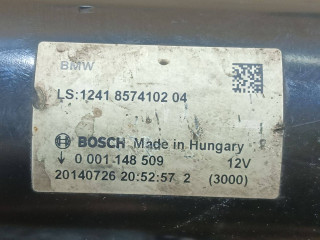 BMW
LS:1241 8574102 04
BOSCH Made in Hungary
0 001 148 509 12V
20140726 20:52:57 2 (3000)